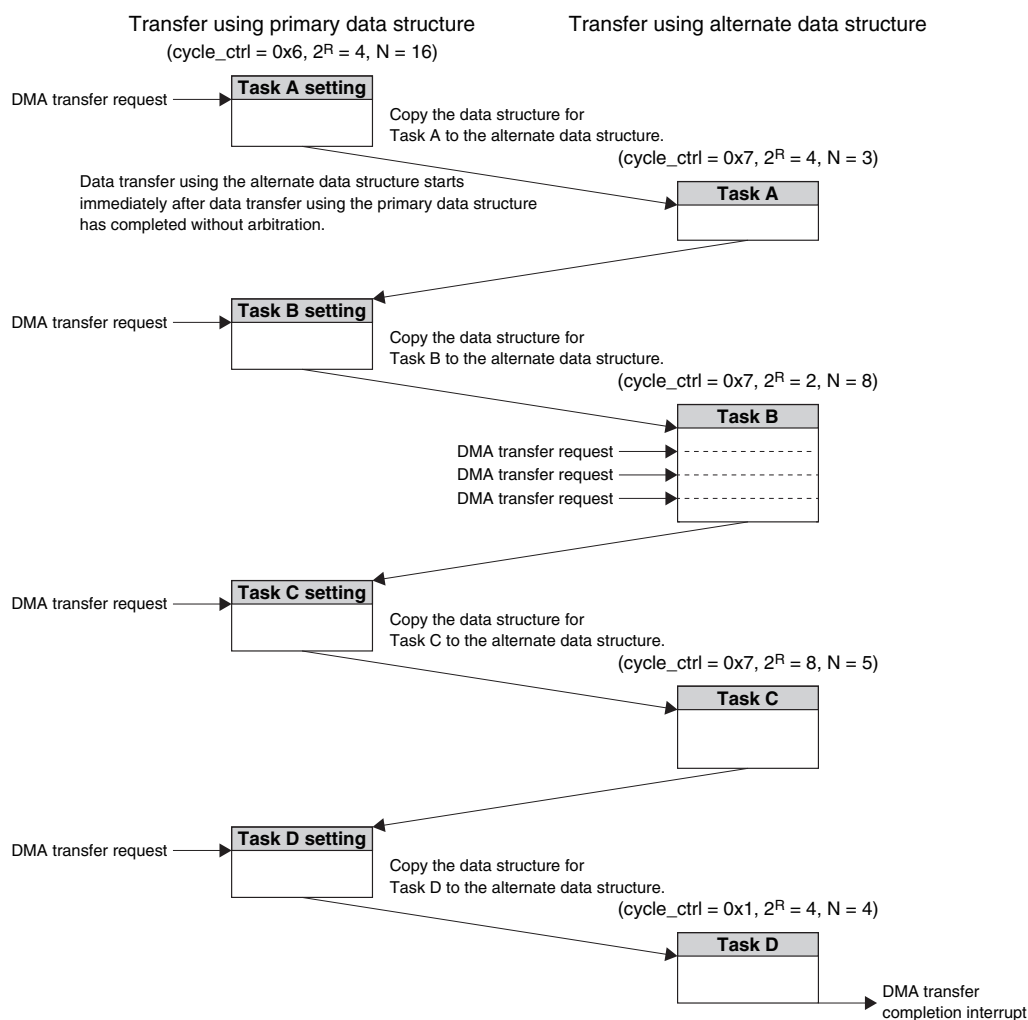 Transfer using primary data structure
Transfer using alternate data structure
(cycle_ctrl = 0x6, 2ᴿ = 4, N = 16)
Task A setting
DMA transfer request
Copy the data structure for
Task A to the alternate data structure.
(cycle_ctrl = 0x7, 2ᴿ = 4, N = 3)
Data transfer using the alternate data structure starts
immediately after data transfer using the primary data structure
has completed without arbitration.
Task A
Task B setting
DMA transfer request
Copy the data structure for
Task B to the alternate data structure.
(cycle_ctrl = 0x7, 2ᴿ = 2, N = 8)
Task B
DMA transfer request
DMA transfer request
DMA transfer request
Task C setting
DMA transfer request
Copy the data structure for
Task C to the alternate data structure.
(cycle_ctrl = 0x7, 2ᴿ = 8, N = 5)
Task C
Task D setting
DMA transfer request
Copy the data structure for
Task D to the alternate data structure.
(cycle_ctrl = 0x1, 2ᴿ = 4, N = 4)
Task D
DMA transfer
completion interrupt